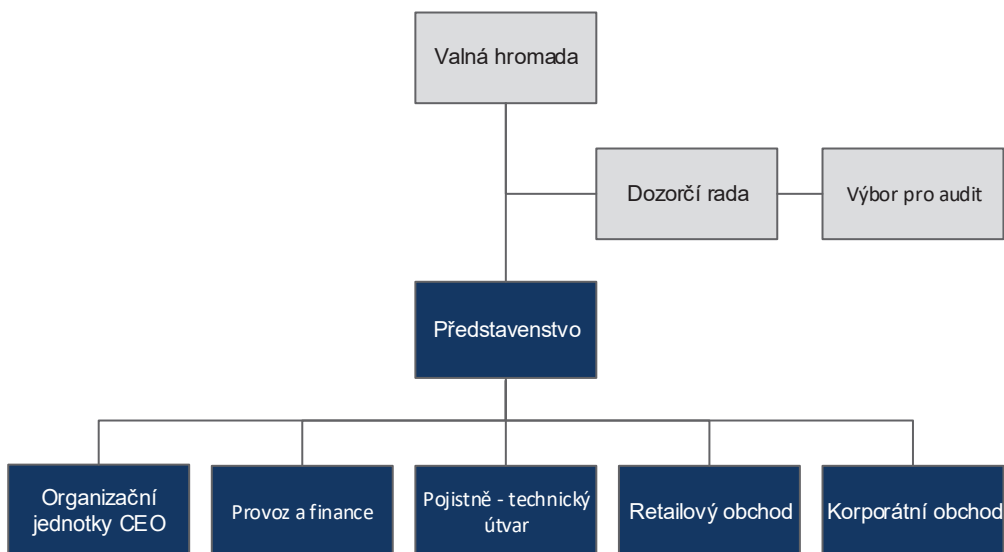 Valná hromada
Dozorčí rada
Výbor pro audit
Představenstvo
Organizační
jednotky CEO
Provoz a finance
Pojistně - technický
útvar
Retailový obchod
Korporátní obchod